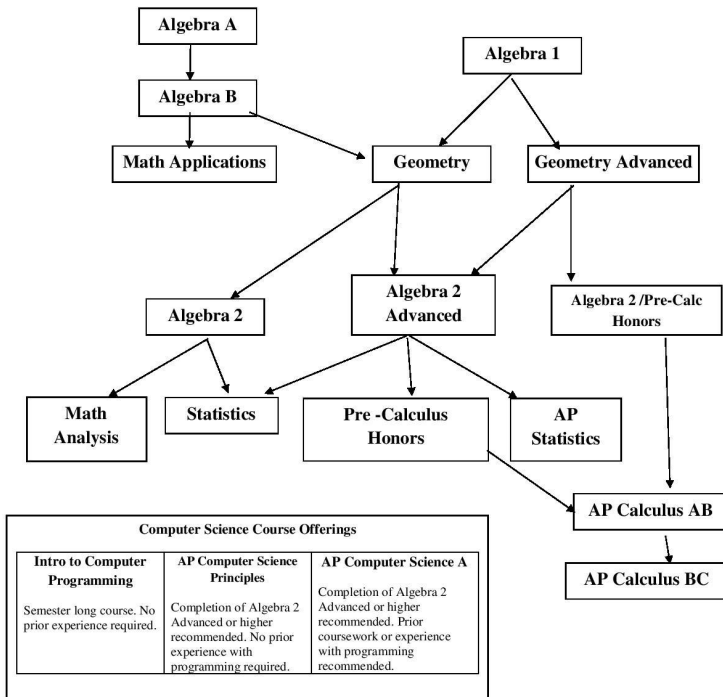 Algebra A
Algebra 1
Algebra B
Math Applications
Geometry
Geometry Advanced
Algebra 2
Algebra 2
Advanced
Algebra 2 /Pre-Calc
Honors
Math
Analysis
Statistics
Pre -Calculus
Honors
AP
Statistics
AP Calculus AB
AP Calculus BC
Computer Science Course Offerings
Intro to Computer
Programming
Semester long course. No
prior experience required.
AP Computer Science
Principles
Completion of Algebra 2
Advanced or higher
recommended. No prior
experience with
programming required.
AP Computer Science A
Completion of Algebra 2
Advanced or higher
recommended. Prior
coursework or experience
with programming
recommended.